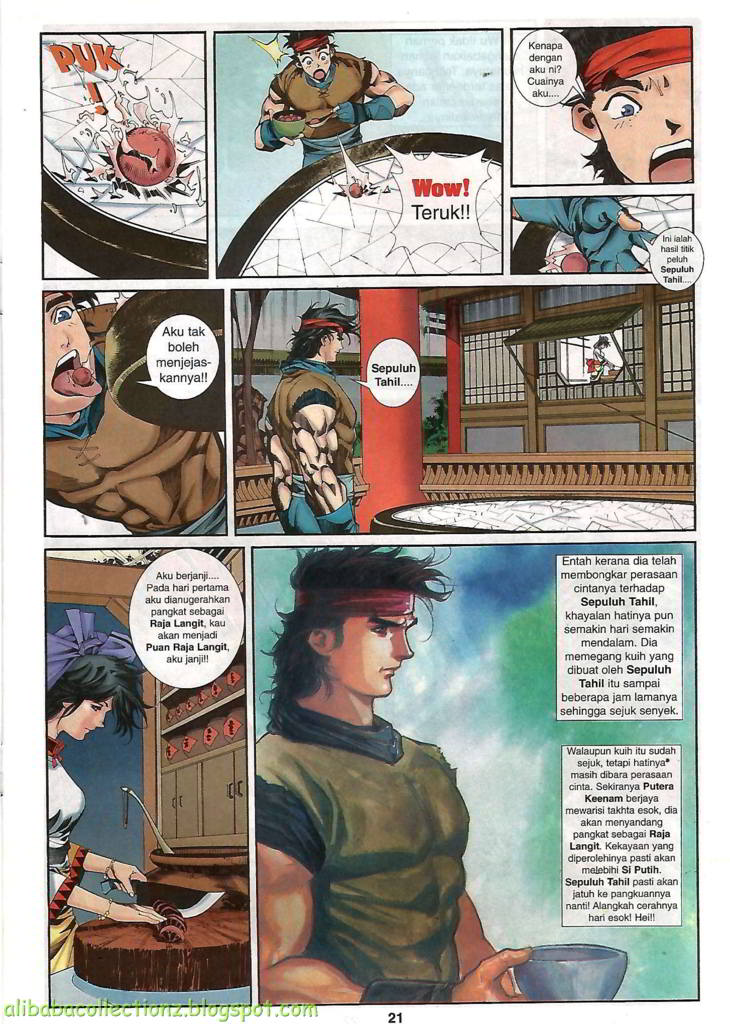 PUK
!
Wow!
Teruk!!
Kenapa
dengan
aku ni?
Cuainya
aku....
Ini ialah
hasil titik
peluh
Sepuluh
Tahil....
Aku tak
boleh
menjejas-
kannya!!
Sepuluh
Tahil....
Aku berjanji....
Pada hari pertama
aku dianugerahkan
pangkat sebagai
Raja Langit, kau
akan menjadi
Puan Raja Langit,
aku janji!!
Entah kerana dia telah
membongkar perasaan
cintanya terhadap
Sepuluh Tahil,
khayalan hatinya pun
semakin hari semakin
mendalam. Dia
memegang kuih yang
dibuat oleh Sepuluh
Tahil itu sampai
beberapa jam lamanya
sehingga sejuk senyek.
Walaupun kuih itu sudah
sejuk, tetapi hatinya
masih dibara perasaan
cinta. Sekiranya Putera
Keenam berjaya
mewarisi takhta esok, dia
akan menyandang
pangkat sebagai Raja
Langit. Kekayaan yang
diperolehinya pasti akan
melebihi Si Putih.
Sepuluh Tahil pasti akan
jatuh ke pangkuannya
nanti! Alangkah cerahnya
hari esok! Hei!!
alibabacollectionz.blogspot.com
21